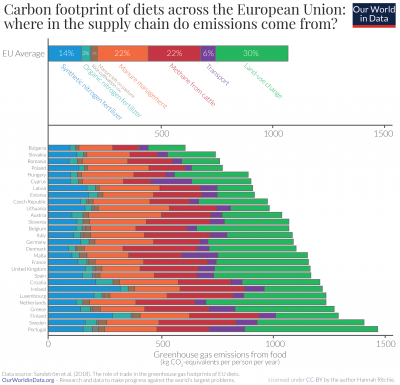 Carbon footprint of diets across the European Union:
where in the supply chain do emissions come from?
Our World
in Data
EU Average
14%
22%
22%
6%
30%
Synthetic nitrogen fertilizer
Organic nitrogen fertilizer
Manure management
Methane from cattle
Transport
Land-use change
500
1000
1500
Bulgaria
Slovakia
Romania
Poland
Hungary
Cyprus
Latvia
Estonia
Czech Republic
Lithuania
Austria
Slovenia
Belgium
Italy
Germany
Denmark
Malta
France
United Kingdom
Spain
Croatia
Ireland
Luxembourg
Netherlands
Greece
Finland
Sweden
Portugal
0
500
1000
1500
Greenhouse gas emissions from food
(kg CO2-equivalents per person per year)
Data source: Sandström et al. (2018). The role of trade in the greenhouse gas footprints of EU diets.
OurWorldinData.org - Research and data to make progress against the world's largest problems.
Licensed under CC-BY by the author Hannah Ritchie.